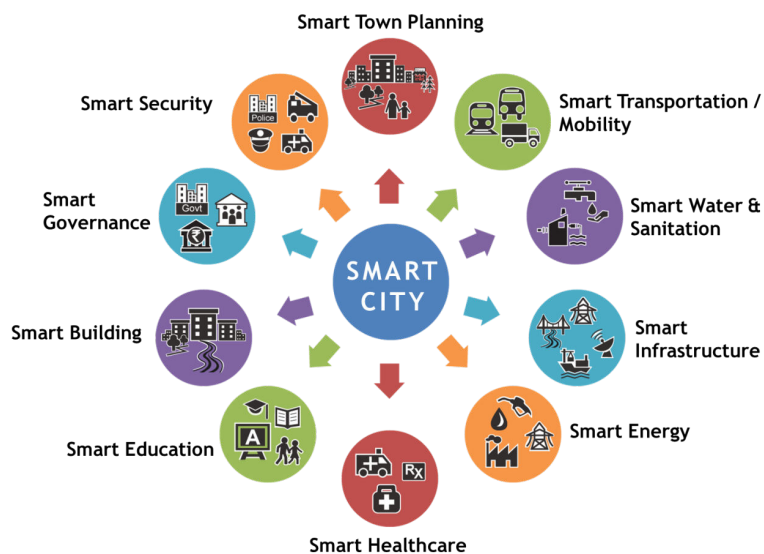 Smart Town Planning
Smart Security
Police
Smart Transportation /
Mobility
Smart
Governance
Govt
₹
Smart Water &
Sanitation
SMART
CITY
Smart Building
Smart
Infrastructure
Smart Education
A
Smart Energy
Rx
Smart Healthcare